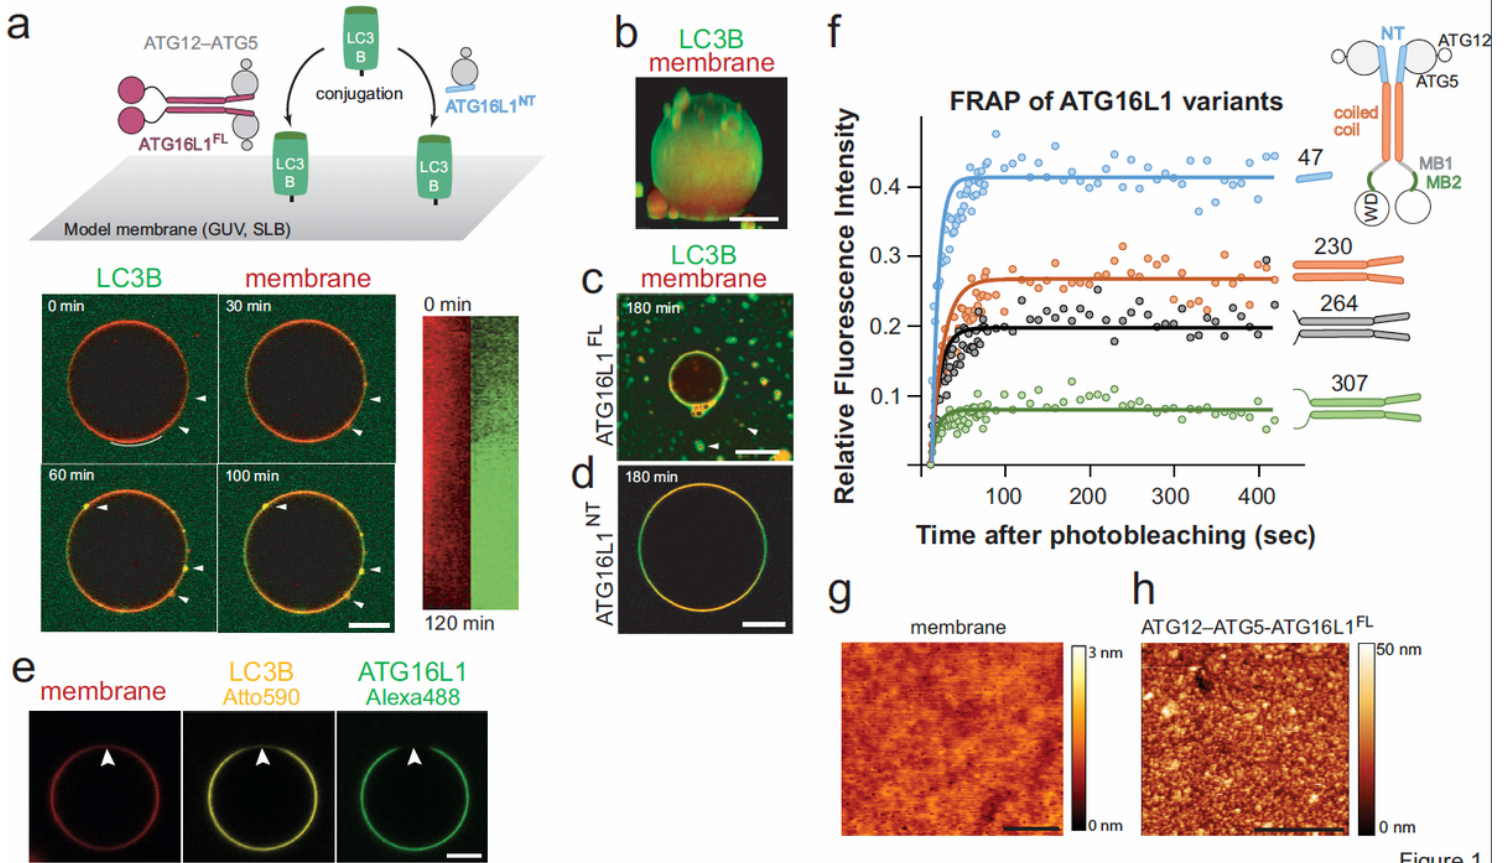 a
ATG12–ATG5
LC3
B
conjugation
ATG16L1NT
ATG16L1FL
LC3
B
LC3
B
Model membrane (GUV, SLB)
LC3B
membrane
0 min
30 min
60 min
100 min
0 min
120 min
b
LC3B
membrane
c
LC3B
membrane
180 min
ATG16L1FL
d
180 min
ATG16L1NT
e
membrane
LC3B
Atto590
ATG16L1
Alexa488
f
FRAP of ATG16L1 variants
Relative Fluorescence Intensity
0.4
0.3
0.2
0.1
100
200
300
400
Time after photobleaching (sec)
47
230
264
307
NT
ATG12
ATG5
coiled
coil
MB1
MB2
WD
g
membrane
3 nm
0 nm
h
ATG12–ATG5-ATG16L1FL
50 nm
0 nm
Figure 1